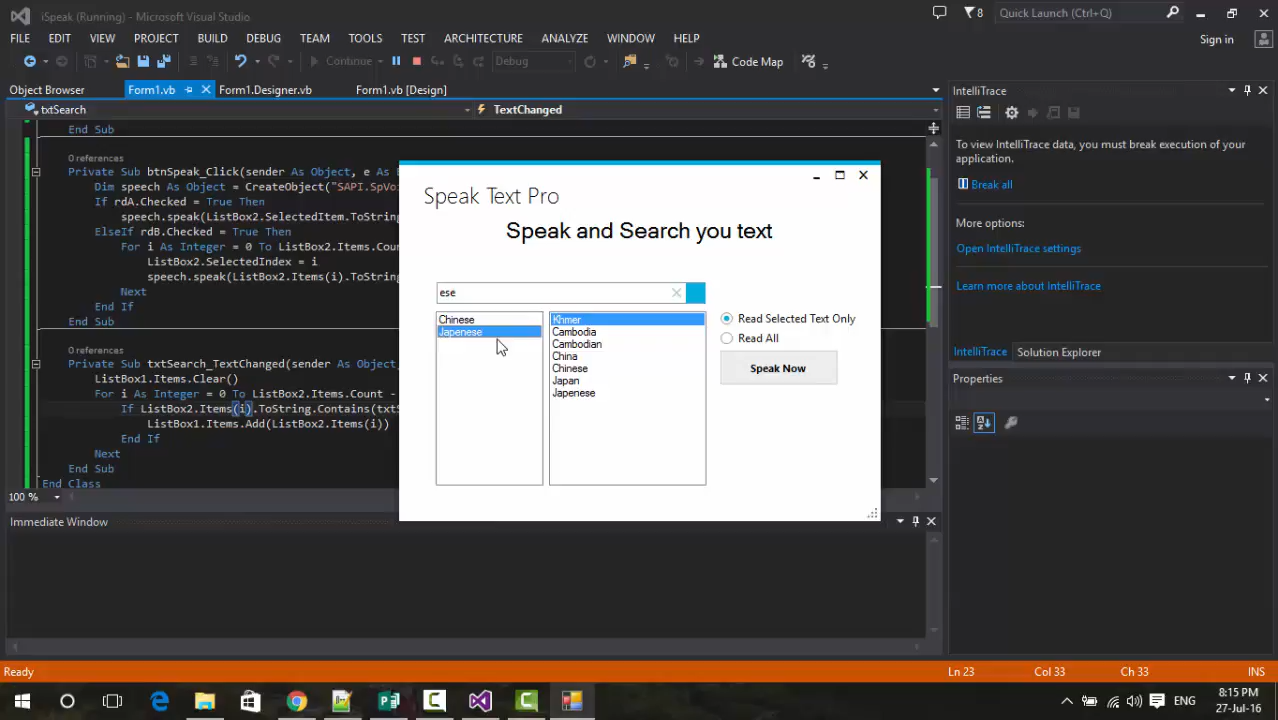 iSpeak (Running) - Microsoft Visual Studio
8
Quick Launch (Ctrl+Q)
FILE EDIT VIEW PROJECT BUILD DEBUG TEAM TOOLS TEST ARCHITECTURE ANALYZE WINDOW HELP
Sign in
Continue
Debug
Code Map
Object Browser
Form1.vb
Form1.Designer.vb
Form1.vb [Design]
txtSearch
TextChanged
End Sub
0 references
Private Sub btnSpeak_Click(sender As Object, e As
Dim speech As Object = CreateObject("SAPI.SpVoi
If rdA.Checked = True Then
speech.speak(ListBox2.SelectedItem.ToString
ElseIf rdB.Checked = True Then
For i As Integer = 0 To ListBox2.Items.Count
ListBox2.SelectedIndex = i
speech.speak(ListBox2.Items(i).ToString
Next
End If
End Sub
0 references
Private Sub txtSearch_TextChanged(sender As Object,
ListBox1.Items.Clear()
For i As Integer = 0 To ListBox2.Items.Count -
If ListBox2.Items(i).ToString.Contains(txtS
ListBox1.Items.Add(ListBox2.Items(i))
End If
Next
End Sub
End Class
100 %
Speak Text Pro
Speak and Search you text
ese
Chinese
Japenese
Khmer
Cambodia
Cambodian
China
Chinese
Japan
Japenese
Read Selected Text Only
Read All
Speak Now
IntelliTrace
To view IntelliTrace data, you must break execution of your
application.
Break all
More options:
Open IntelliTrace settings
Learn more about IntelliTrace
IntelliTrace
Solution Explorer
Properties
Immediate Window
Ready
Ln 23
Col 33
Ch 33
INS
ENG
8:15 PM
27-Jul-16